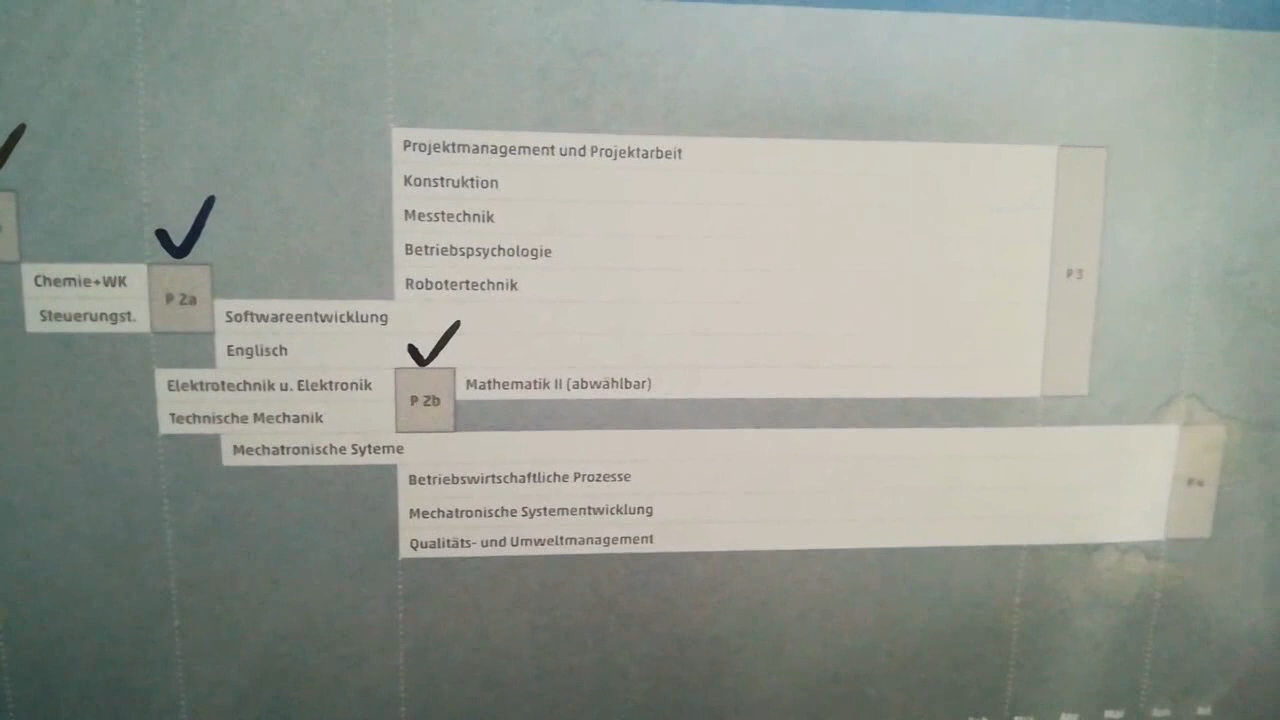 Projektmanagement und Projektarbeit
Konstruktion
Messtechnik
Betriebspsychologie
Robotertechnik
P 3
Chemie+WK
P 2a
Steuerungst.
Softwareentwicklung
Englisch
Elektrotechnik u. Elektronik
P 2b
Mathematik II (abwählbar)
Technische Mechanik
Mechatronische Syteme
Betriebswirtschaftliche Prozesse
Mechatronische Systementwicklung
Qualitäts- und Umweltmanagement